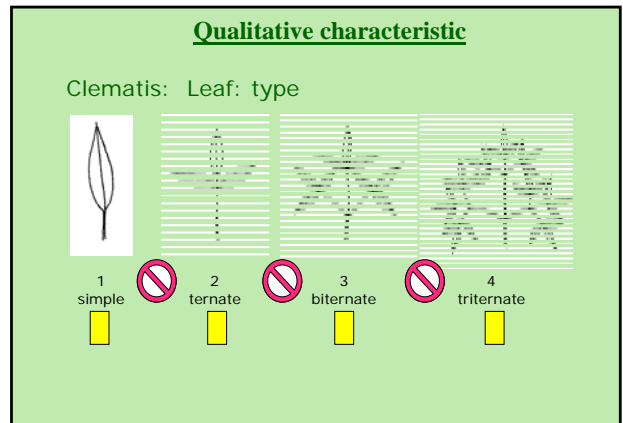 Qualitative characteristic
Clematis: Leaf: type
1 2 3 4
simple ternate biternate triternate